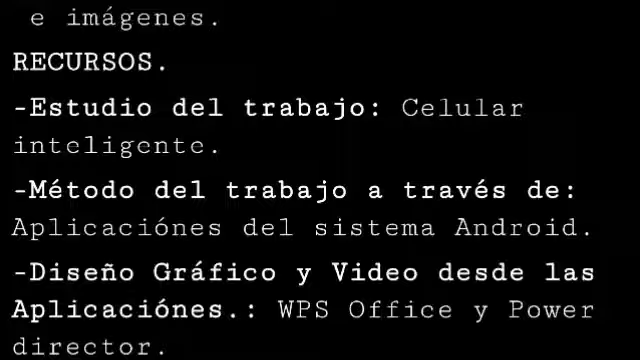 e imágenes.
RECURSOS.
-Estudio del trabajo: Celular
inteligente.
-Método del trabajo a través de:
Aplicaciónes del sistema Android.
-Diseño Gráfico y Video desde las
Aplicaciónes.: WPS Office y Power
director.